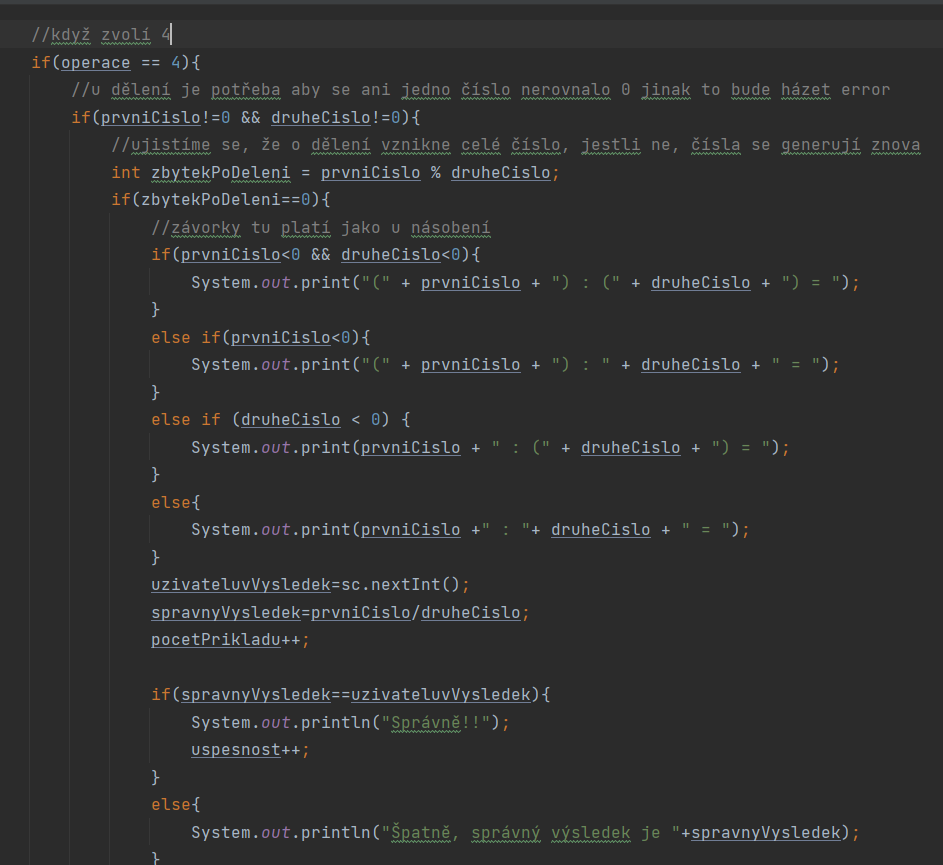 //když zvolí 4
if(operace == 4){
//u dělení je potřeba aby se ani jedno číslo nerovnalo 0 jinak to bude házet error
if(prvniCislo!=0 && druheCislo!=0){
//ujistíme se, že o dělení vznikne celé číslo, jestli ne, čísla se generují znova
int zbytekPoDeleni = prvniCislo % druheCislo;
if(zbytekPoDeleni==0){
//závorky tu platí jako u násobení
if(prvniCislo<0 && druheCislo<0){
System.out.print("(" + prvniCislo + ") : (" + druheCislo + ") = ");
}
else if(prvniCislo<0){
System.out.print("(" + prvniCislo + ") : " + druheCislo + " = ");
}
else if (druheCislo < 0) {
System.out.print(prvniCislo + " : (" + druheCislo + ") = ");
}
else{
System.out.print(prvniCislo +" : "+ druheCislo + " = ");
}
uzivateluvVysledek=sc.nextInt();
spravnyVysledek=prvniCislo/druheCislo;
pocetPrikladu++;
if(spravnyVysledek==uzivateluvVysledek){
System.out.println("Správně!!");
uspesnost++;
}
else{
System.out.println("Špatně, správný výsledek je "+spravnyVysledek);
}